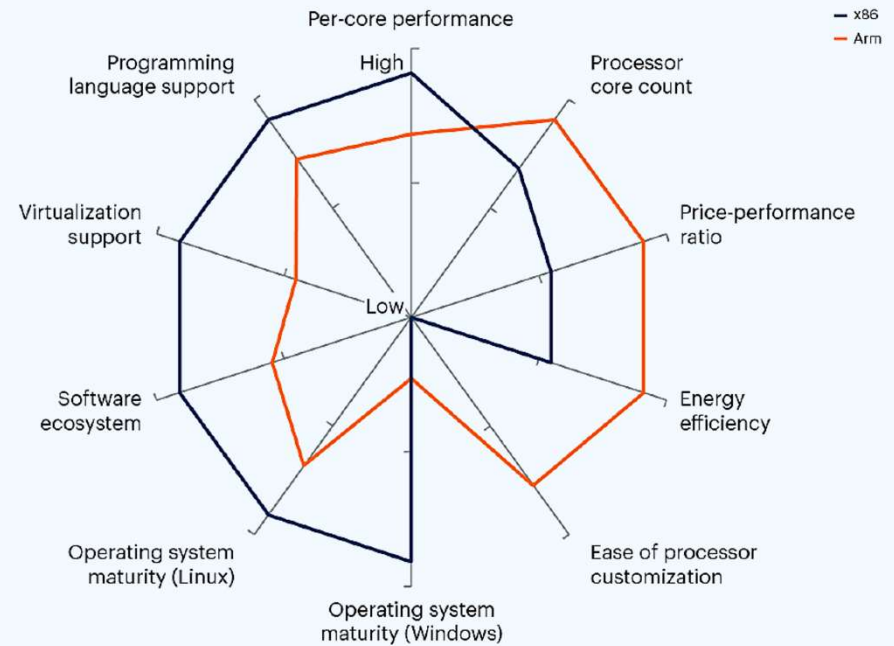 Per-core performance
x86
Arm
High
Programming
language support
Processor
core count
Virtualization
support
Price-performance
ratio
Low
Software
ecosystem
Energy
efficiency
Operating system
maturity (Linux)
Ease of processor
customization
Operating system
maturity (Windows)